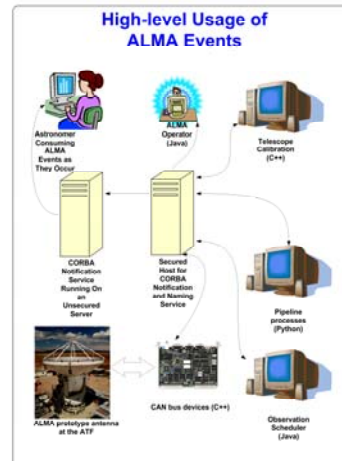 High-level Usage of
ALMA Events
Astronomer
Consuming
ALMA
Events as
They Occur
ALMA
Operator
(Java)
Telescope
Calibration
(C++)
CORBA
Notification
Service
Running On
an
Unsecured
Server
Secured
Host for
CORBA
Notification
and Naming
Service
Pipeline
processes
(Python)
ALMA prototype antenna
at the ATF
CAN bus devices (C++)
Observation
Scheduler
(Java)